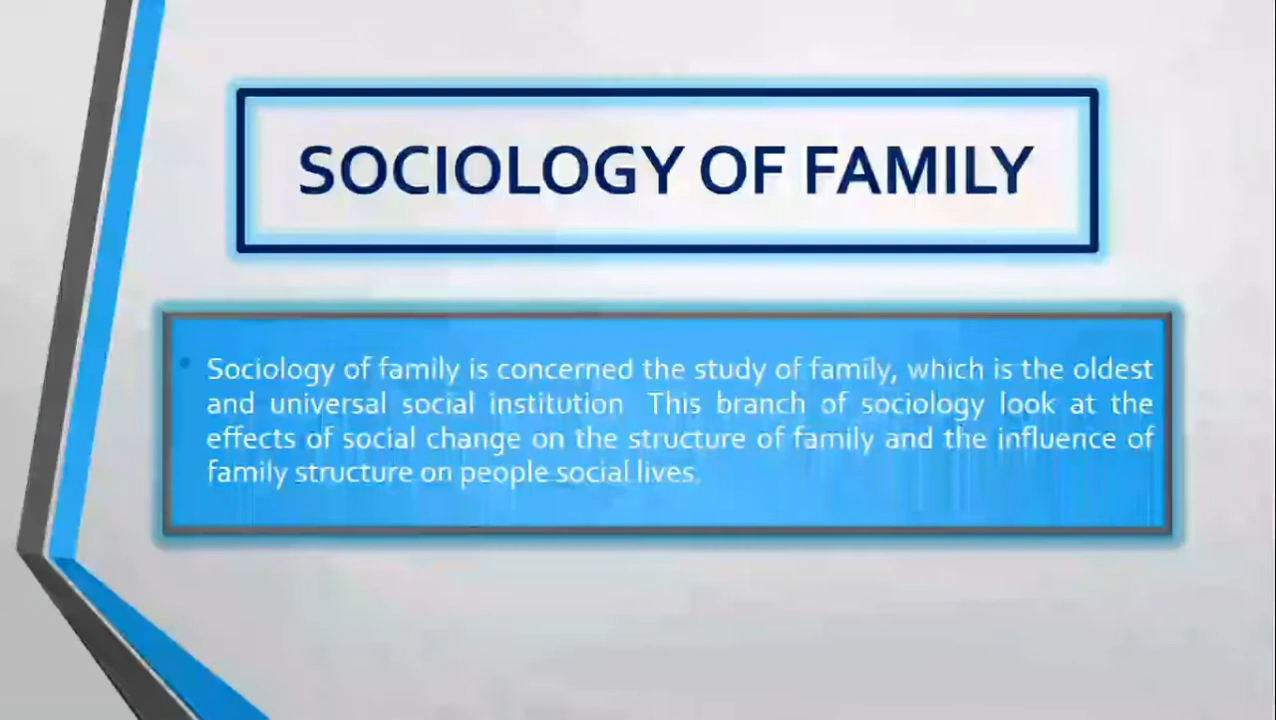 SOCIOLOGY OF FAMILY
• Sociology of family is concerned the study of family, which is the oldest
and universal social institution. This branch of sociology look at the
effects of social change on the structure of family and the influence of
family structure on people social lives.